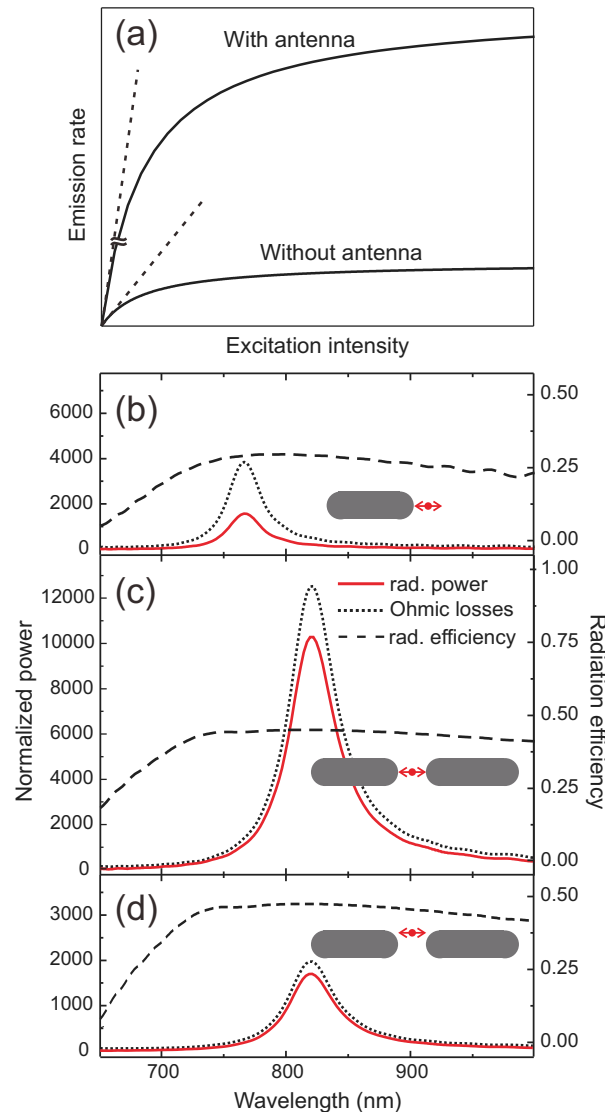 (a)
With antenna
Without antenna
Emission rate
Excitation intensity
(b)
6000
4000
2000
0
0.50
0.25
0.00
(c)
rad. power
Ohmic losses
rad. efficiency
12000
10000
8000
6000
4000
2000
0
1.00
0.75
0.50
0.25
0.00
Normalized power
Radiation efficiency
(d)
3000
2000
1000
0
0.50
0.25
0.00
700
800
900
Wavelength (nm)